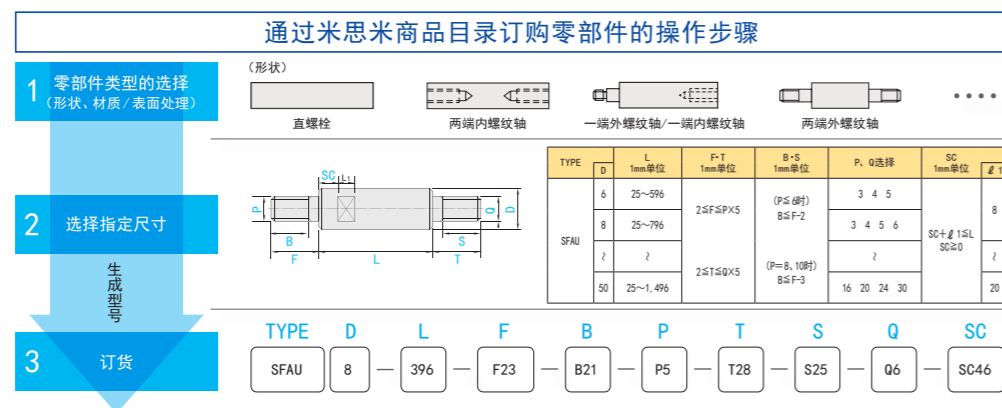 通过米思米商品目录订购零部件的操作步骤
1 零部件类型的选择
(形状、材质/表面处理)
(形状)
直螺栓
两端内螺纹轴
一端外螺纹轴/一端内螺纹轴
两端外螺纹轴
••••
2 选择指定尺寸
SC L₁
P Q D
B S
F L T
TYPE D L 1mm单位 F·T 1mm单位 B·S 1mm单位 P、Q选择 SC 1mm单位 ℓ1
SFAU
6 25~596 3 4 5
8 25~796 3 4 5 6
≀ ≀ ≀ ≀
50 25~1,496 16 20 24 30 20
2≦F≦P×5
2≦T≦Q×5
(P≦6时)
B≦F-2
(P=8、10时)
B≦F-3
SC+ℓ1≦L
SC≧0
8
生成型号
3 订货
TYPE D L F B P T S Q SC
SFAU 8 — 396 — F23 — B21 — P5 — T28 — S25 — Q6 — SC46